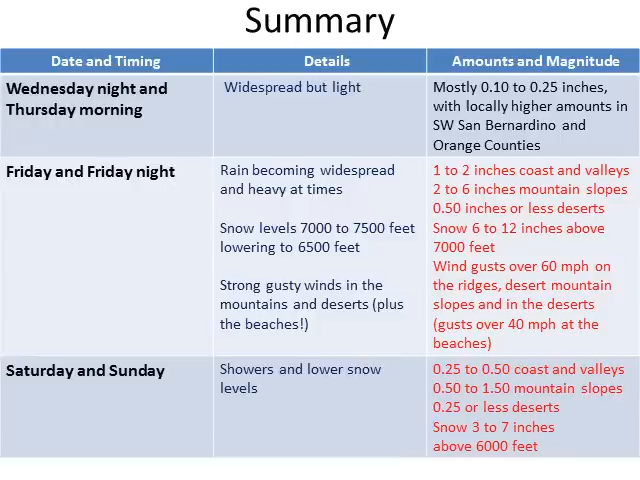 Summary
Date and Timing
Details
Amounts and Magnitude
Wednesday night and
Thursday morning
Widespread but light
Mostly 0.10 to 0.25 inches,
with locally higher amounts in
SW San Bernardino and
Orange Counties
Friday and Friday night
Rain becoming widespread
and heavy at times
Snow levels 7000 to 7500 feet
lowering to 6500 feet
Strong gusty winds in the
mountains and deserts (plus
the beaches!)
1 to 2 inches coast and valleys
2 to 6 inches mountain slopes
0.50 inches or less deserts
Snow 6 to 12 inches above
7000 feet
Wind gusts over 60 mph on
the ridges, desert mountain
slopes and in the deserts
(gusts over 40 mph at the
beaches)
Saturday and Sunday
Showers and lower snow
levels
0.25 to 0.50 coast and valleys
0.50 to 1.50 mountain slopes
0.25 or less deserts
Snow 3 to 7 inches
above 6000 feet